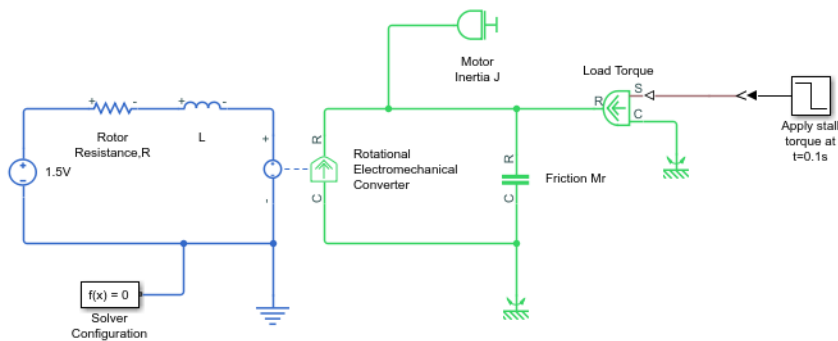 Motor
Inertia J
Load Torque
S
R
C
+
-
+
-
Rotor
Resistance,R
L
Apply stall
torque at
t=0.1s
1.5V
+
-
R
C
Rotational
Electromechanical
Converter
R
C
Friction Mr
f(x) = 0
Solver
Configuration